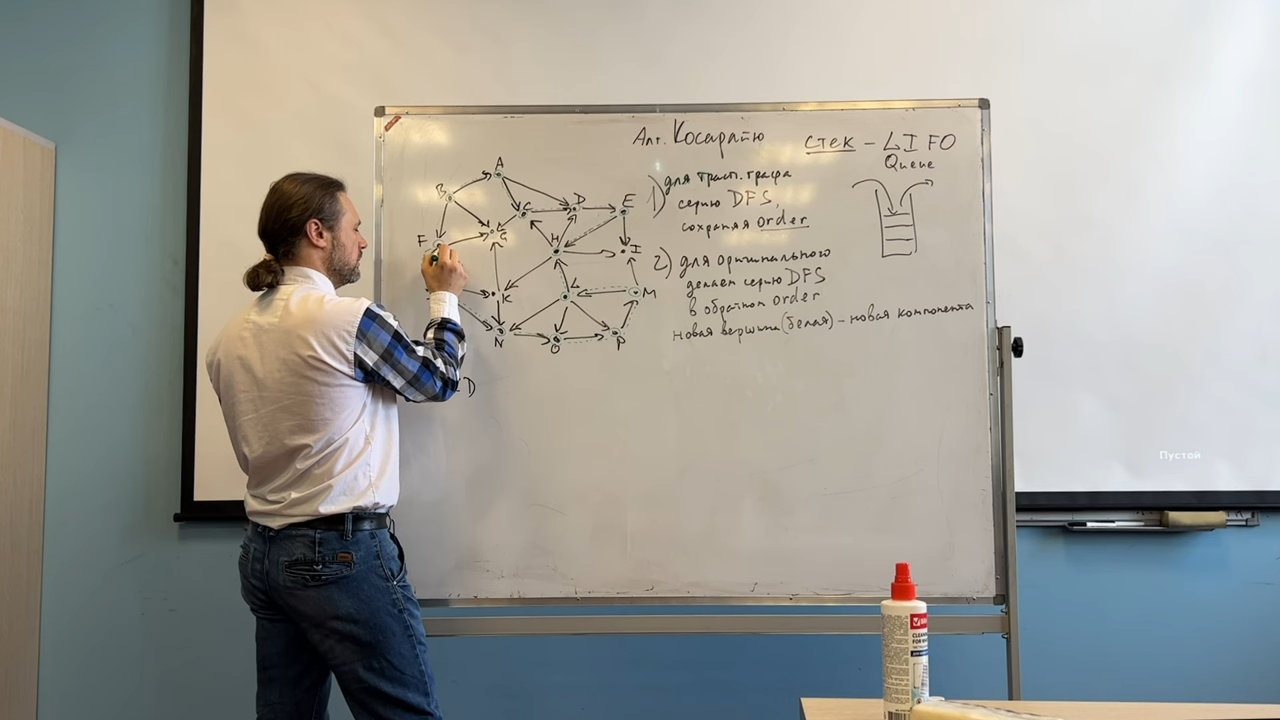 Алг. Косарайю
стек - LIFO
Queue
1) для трасп. графа
серию DFS,
сохраняя order
2) для оригинального
делаем серию DFS
в обратном order
новая вершина (белая) - новая компонента
A
B
C
D
E
F
G
H
I
K
L
M
N
O
P
D
Пустой